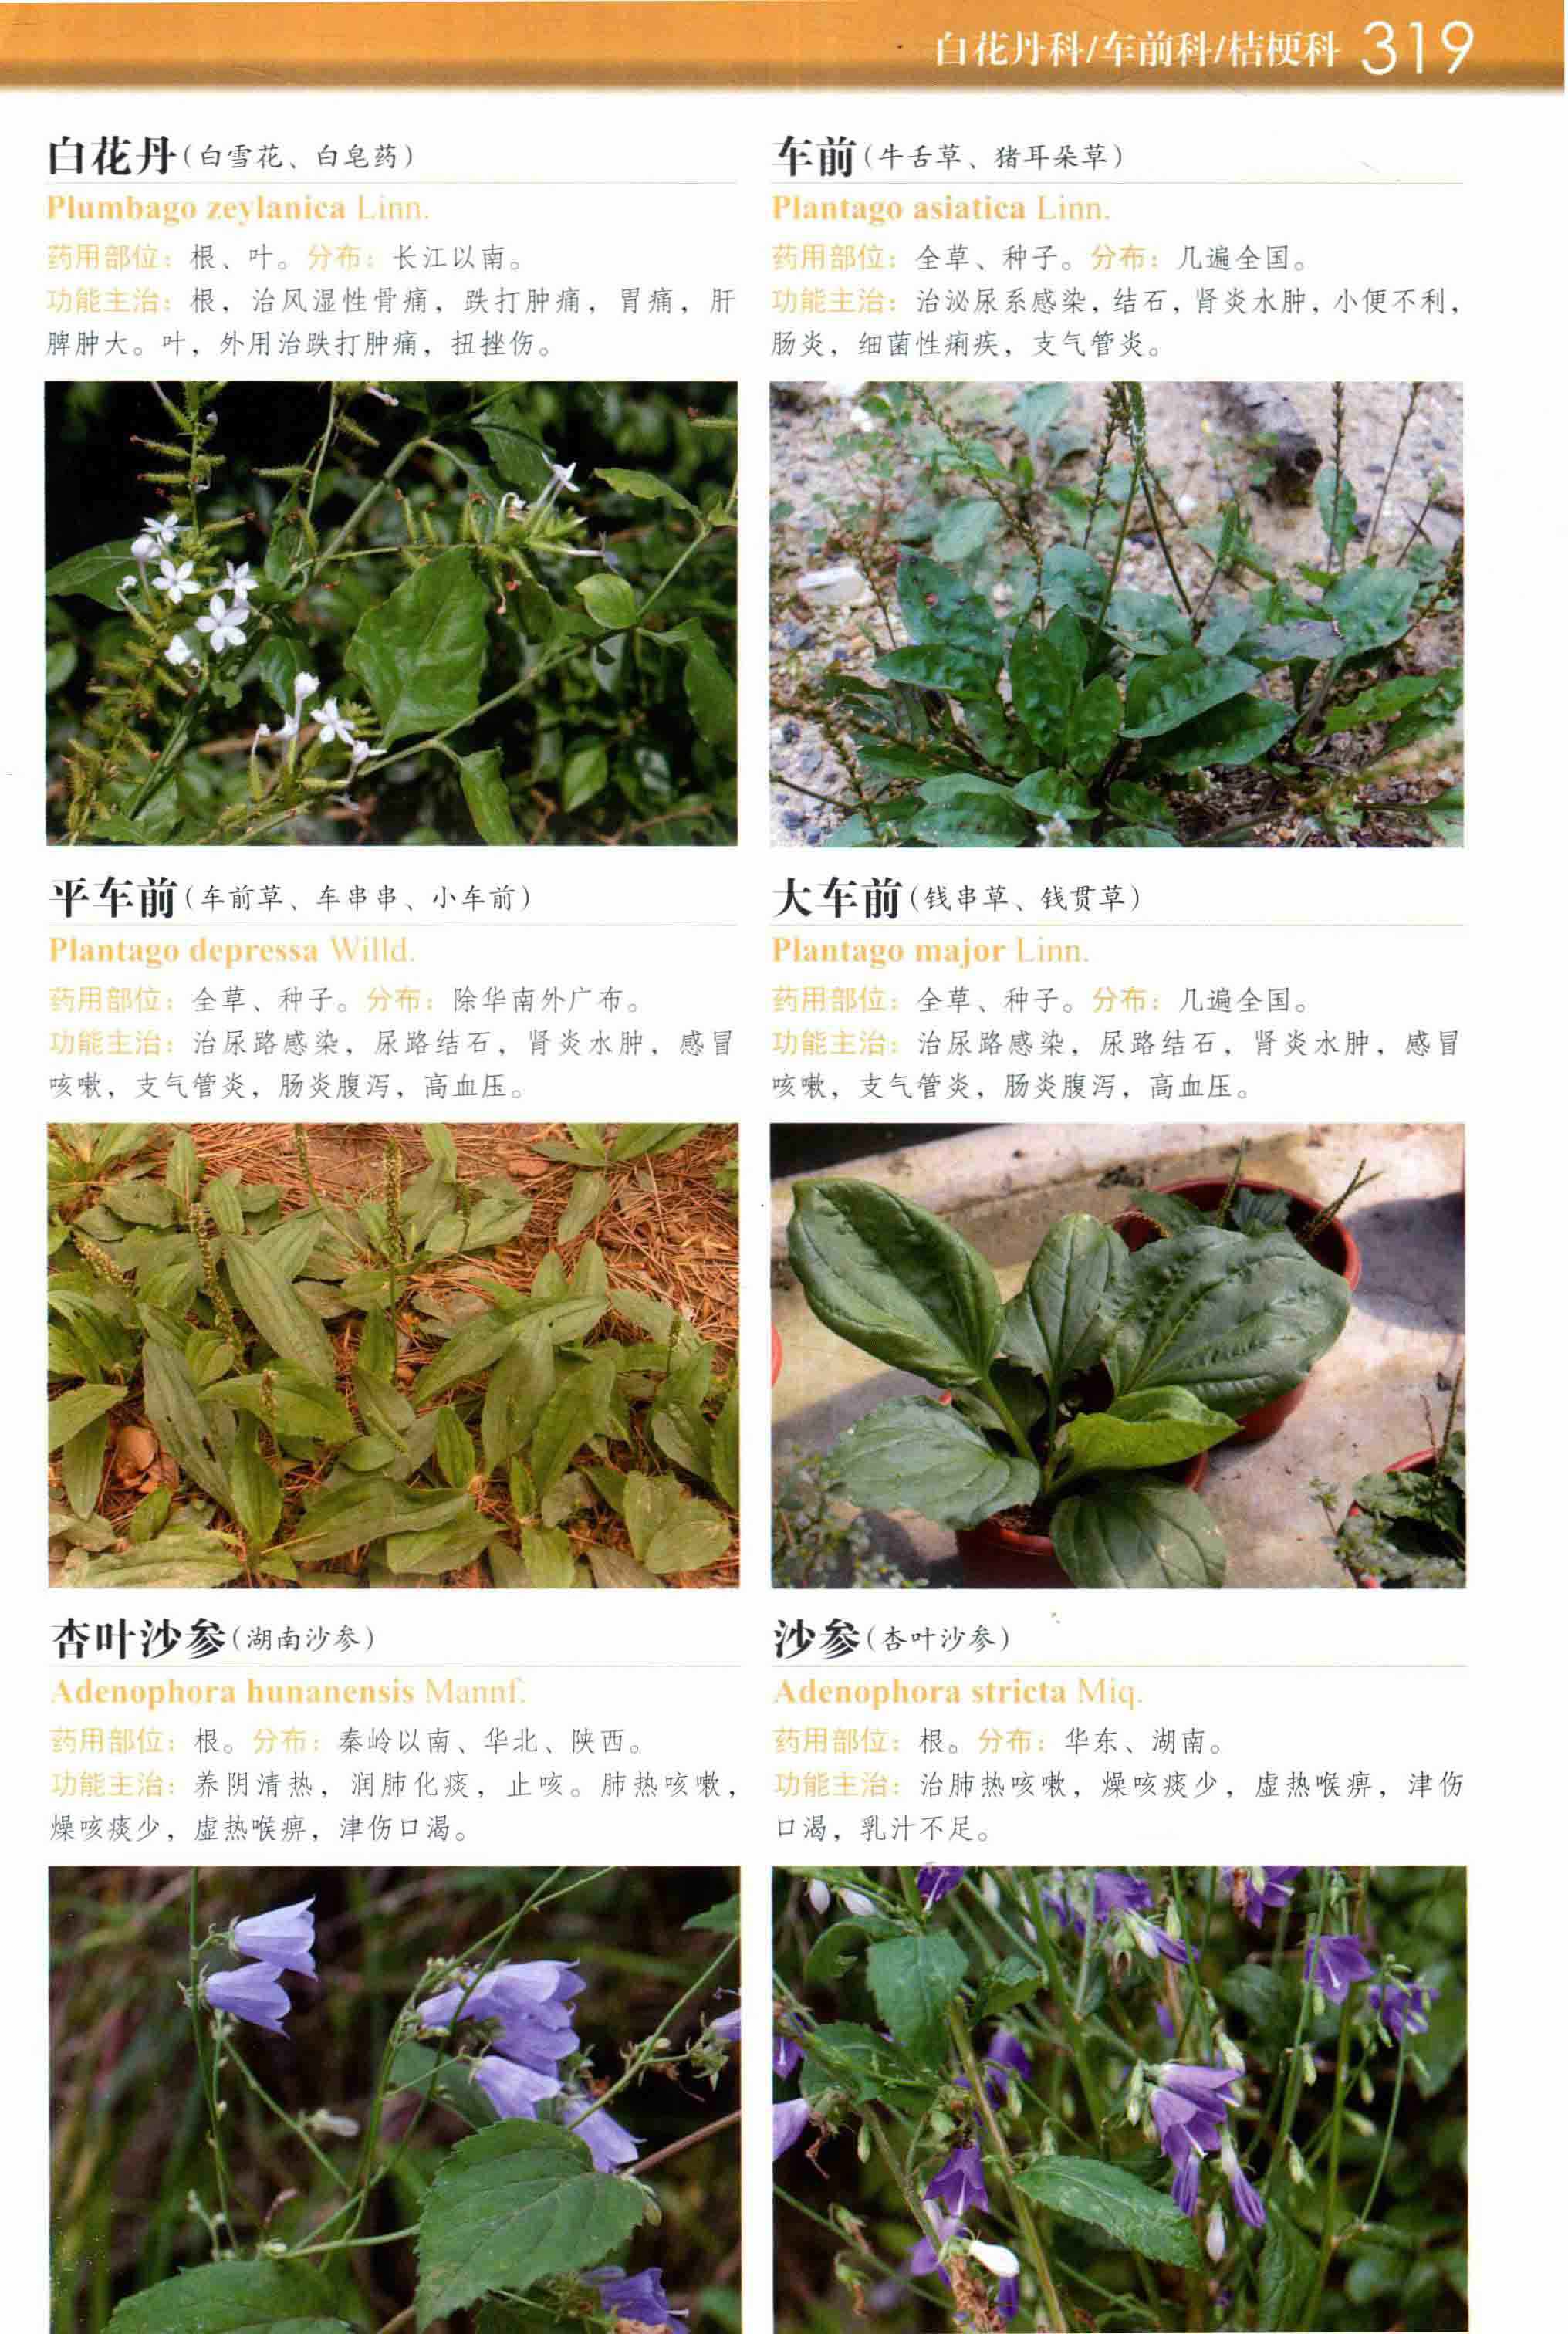 白花丹科/车前科/桔梗科 319
白花丹(白雪花、白皂药)
Plumbago zeylanica Linn.
药用部位：根、叶。分布：长江以南。
功能主治：根，治风湿性骨痛，跌打肿痛，胃痛，肝
脾肿大。叶，外用治跌打肿痛，扭挫伤。
车前(牛舌草、猪耳朵草)
Plantago asiatica Linn.
药用部位：全草、种子。分布：几遍全国。
功能主治：治泌尿系感染，结石，肾炎水肿，小便不利，
肠炎，细菌性痢疾，支气管炎。
平车前(车前草、车串串、小车前)
Plantago depressa Willd.
药用部位：全草、种子。分布：除华南外广布。
功能主治：治尿路感染，尿路结石，肾炎水肿，感冒
咳嗽，支气管炎，肠炎腹泻，高血压。
大车前(钱串草、钱贯草)
Plantago major Linn.
药用部位：全草、种子。分布：几遍全国。
功能主治：治尿路感染，尿路结石，肾炎水肿，感冒
咳嗽，支气管炎，肠炎腹泻，高血压。
杏叶沙参(湖南沙参)
Adenophora hunanensis Mannf.
药用部位：根。分布：秦岭以南、华北、陕西。
功能主治：养阴清热，润肺化痰，止咳。肺热咳嗽，
燥咳痰少，虚热喉痹，津伤口渴。
沙参(杏叶沙参)
Adenophora stricta Miq.
药用部位：根。分布：华东、湖南。
功能主治：治肺热咳嗽，燥咳痰少，虚热喉痹，津伤
口渴，乳汁不足。